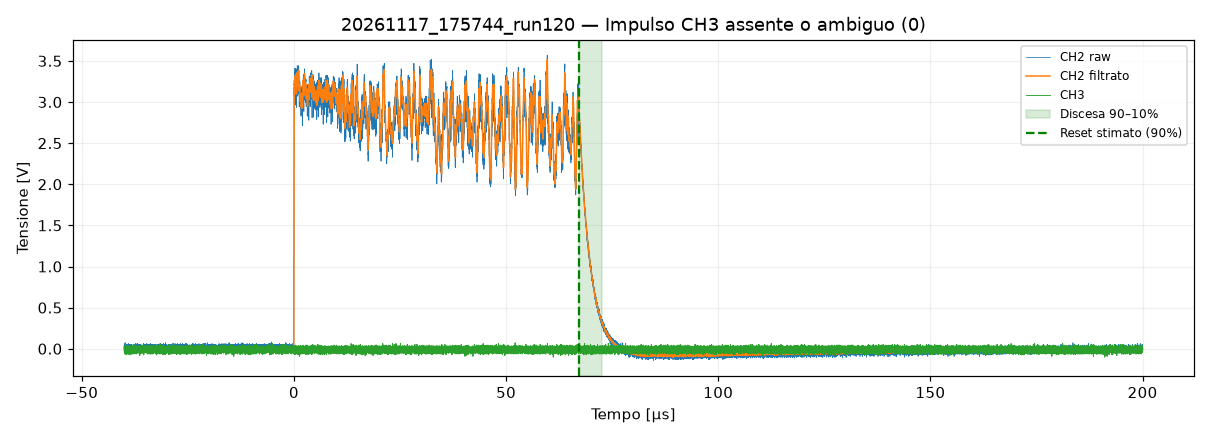 20261117_175744_run120 — Impulso CH3 assente o ambiguo (0)
CH2 raw
CH2 filtrato
CH3
Discesa 90–10%
Reset stimato (90%)
Tensione [V]
3.5
3.0
2.5
2.0
1.5
1.0
0.5
0.0
−50
0
50
100
150
200
Tempo [μs]